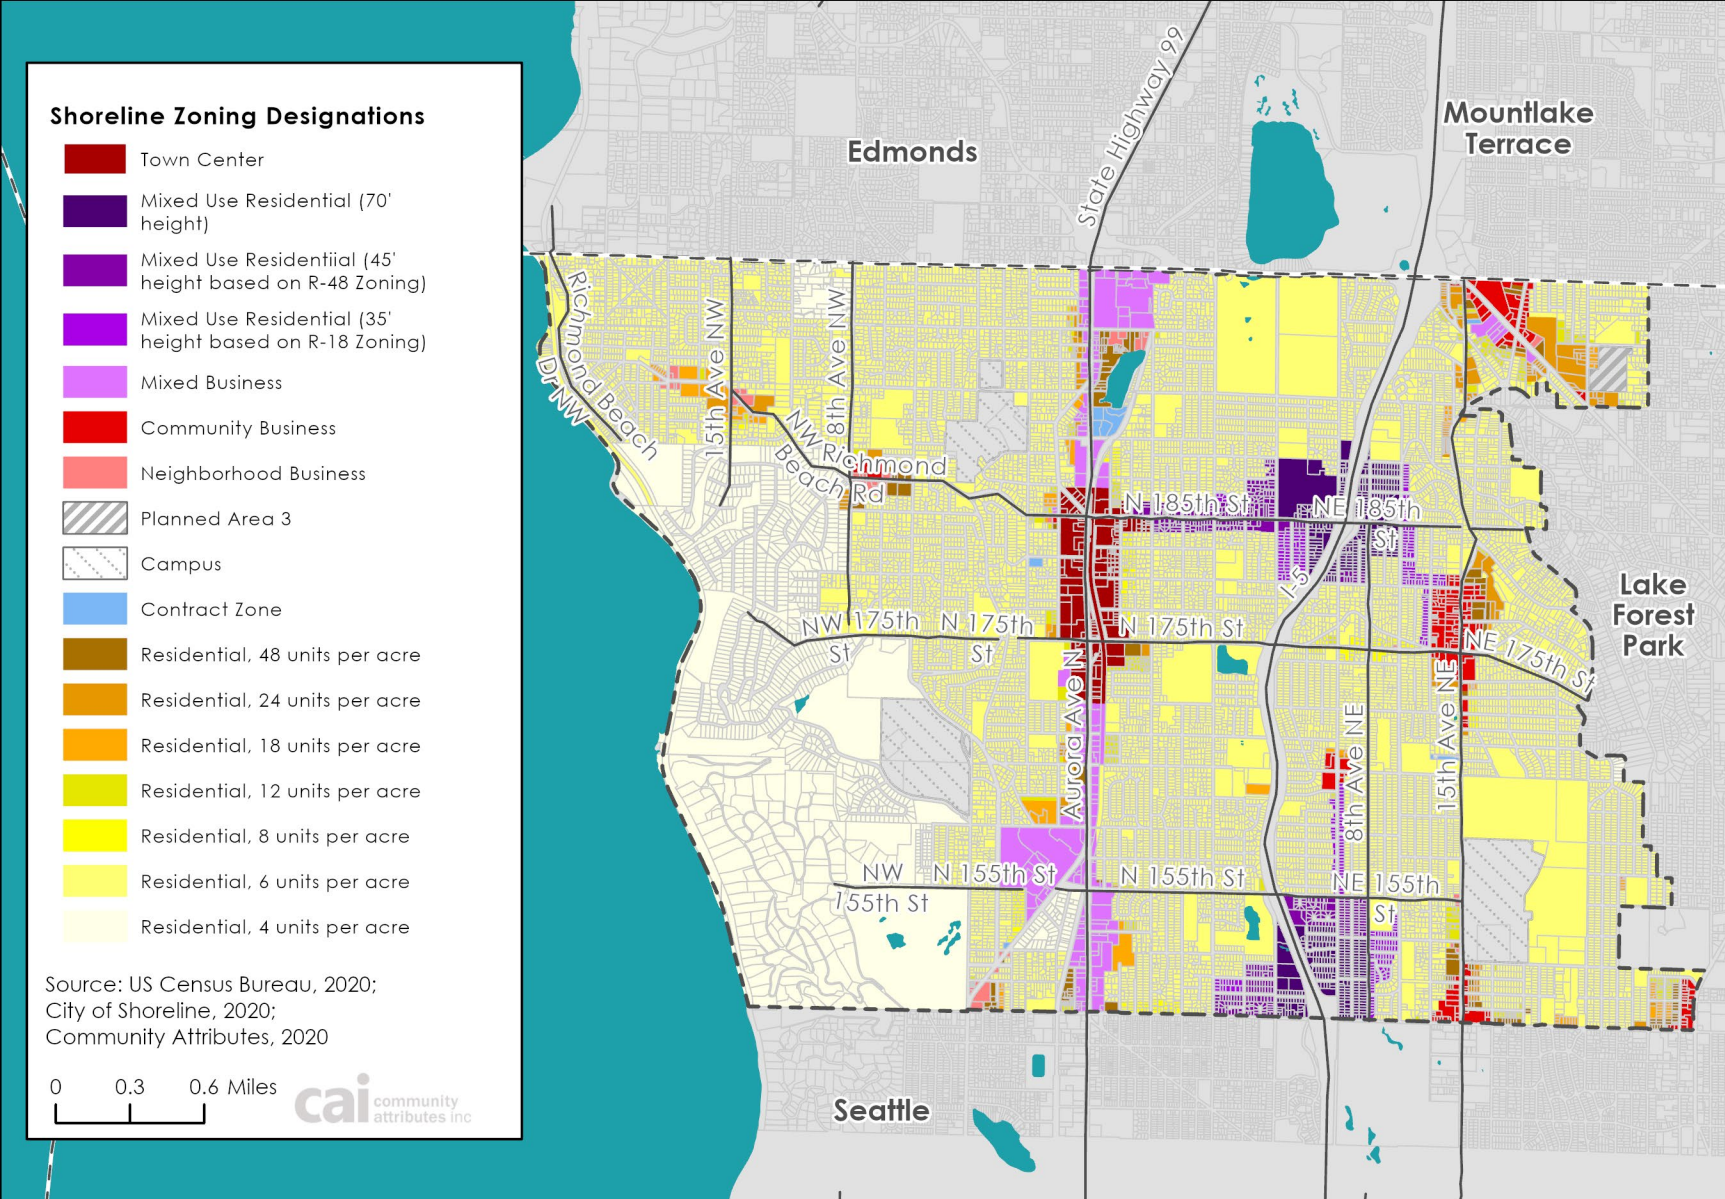 Shoreline Zoning Designations
Town Center
Mixed Use Residential (70'
height)
Mixed Use Residentiial (45'
height based on R-48 Zoning)
Mixed Use Residential (35'
height based on R-18 Zoning)
Mixed Business
Community Business
Neighborhood Business
Planned Area 3
Campus
Contract Zone
Residential, 48 units per acre
Residential, 24 units per acre
Residential, 18 units per acre
Residential, 12 units per acre
Residential, 8 units per acre
Residential, 6 units per acre
Residential, 4 units per acre
Source: US Census Bureau, 2020;
City of Shoreline, 2020;
Community Attributes, 2020
0 0.3 0.6 Miles
cai community
attributes inc
Edmonds
State Highway 99
Mountlake
Terrace
Richmond Beach
Dr NW
15th Ave NW
8th Ave NW
NW Richmond
Beach Rd
N 185th St
NE 185th
St
I-5
Lake
Forest
Park
NW 175th
St
N 175th
St
N 175th St
NE 175th St
Aurora Ave N
8th Ave NE
15th Ave NE
NW
155th St
N 155th St
N 155th St
NE 155th
St
Seattle